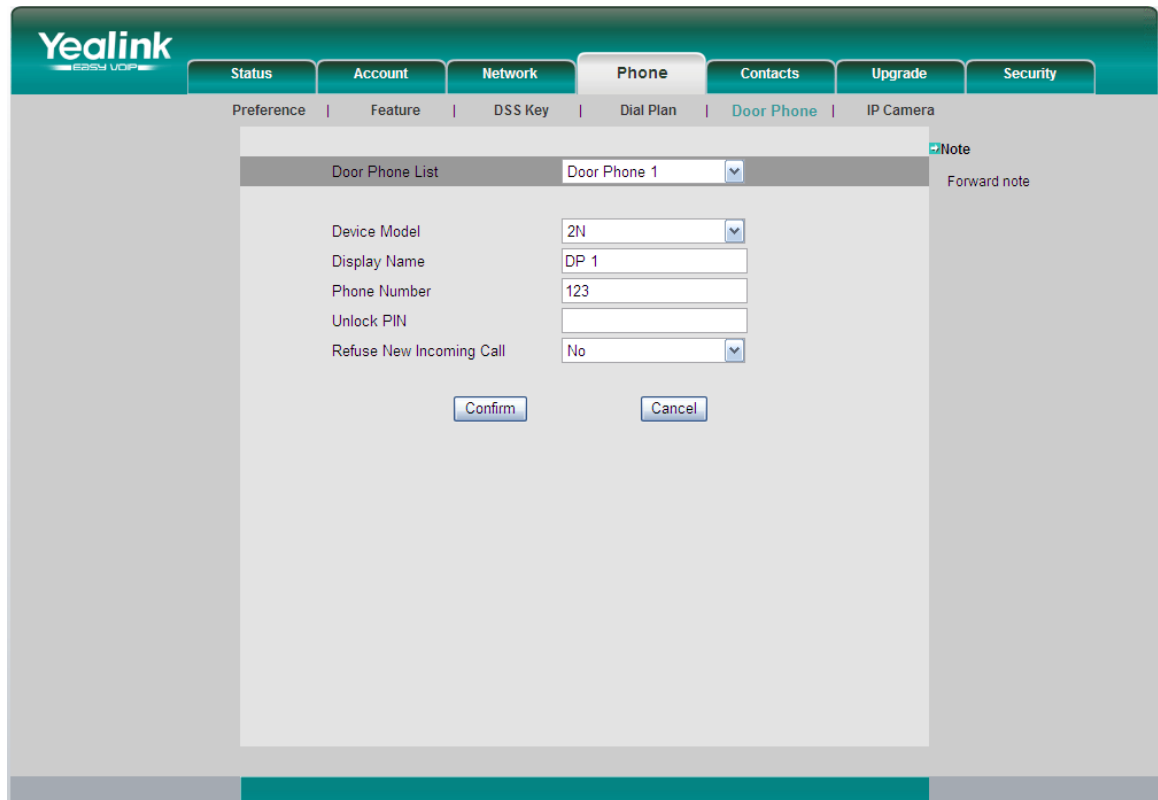 Yealink
EASY VOIP
Status Account Network Phone Contacts Upgrade Security
Preference | Feature | DSS Key | Dial Plan | Door Phone | IP Camera
Note
Door Phone List Door Phone 1
Forward note
Device Model 2N
Display Name DP 1
Phone Number 123
Unlock PIN
Refuse New Incoming Call No
Confirm Cancel